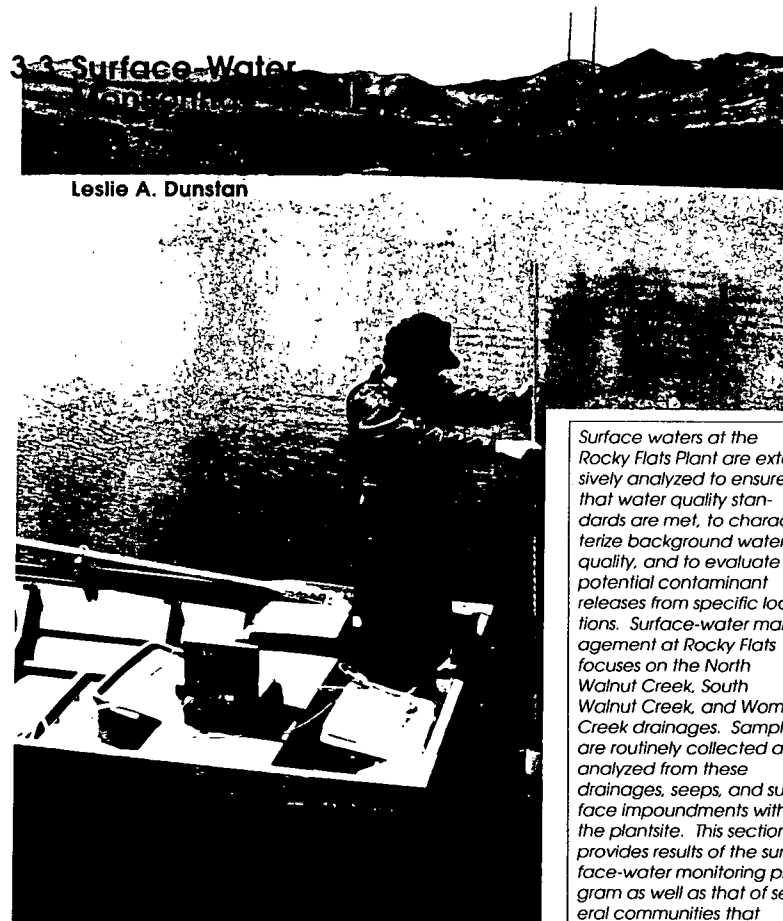 3.3 Surface-Water
Monitoring
Leslie A. Dunstan
Surface waters at the
Rocky Flats Plant are exte
sively analyzed to ensure
that water quality stan-
dards are met, to charac
terize background water
quality, and to evaluate
potential contaminant
releases from specific loc
tions. Surface-water ma
agement at Rocky Flats
focuses on the North
Walnut Creek, South
Walnut Creek, and Wom
Creek drainages. Sampl
are routinely collected a
analyzed from these
drainages, seeps, and su
face impoundments with
the plantsite. This section
provides results of the sur
face-water monitoring p
gram as well as that of se
eral communities that